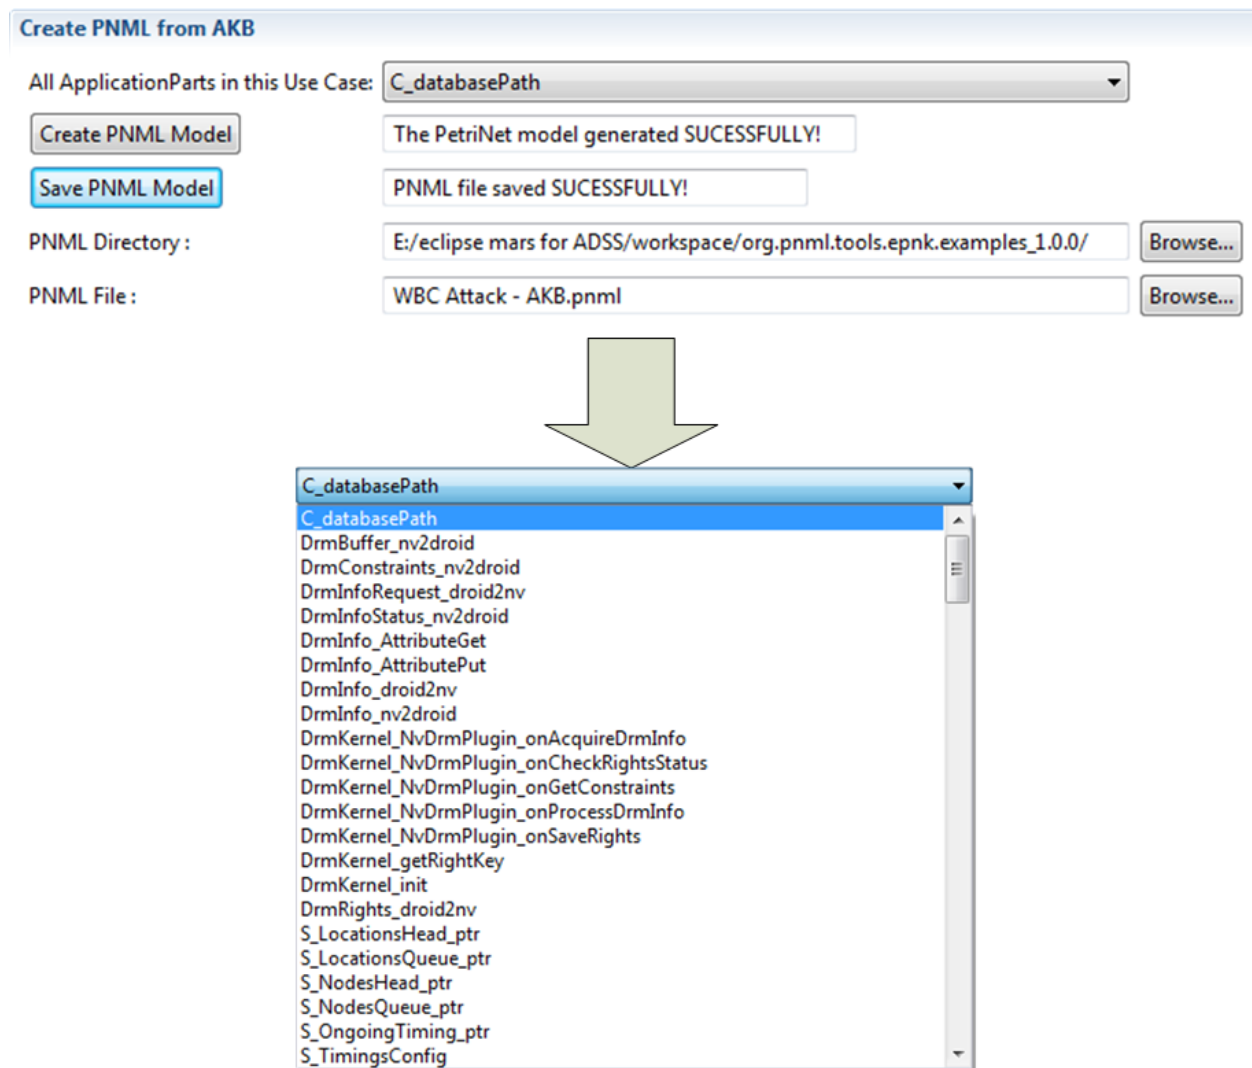 Create PNML from AKB
All ApplicationParts in this Use Case: C_databasePath
Create PNML Model The PetriNet model generated SUCESSFULLY!
Save PNML Model PNML file saved SUCESSFULLY!
PNML Directory : E:/eclipse mars for ADSS/workspace/org.pnml.tools.epnk.examples_1.0.0/ Browse...
PNML File : WBC Attack - AKB.pnml Browse...
C_databasePath
C_databasePath
DrmBuffer_nv2droid
DrmConstraints_nv2droid
DrmInfoRequest_droid2nv
DrmInfoStatus_nv2droid
DrmInfo_AttributeGet
DrmInfo_AttributePut
DrmInfo_droid2nv
DrmInfo_nv2droid
DrmKernel_NvDrmPlugin_onAcquireDrmInfo
DrmKernel_NvDrmPlugin_onCheckRightsStatus
DrmKernel_NvDrmPlugin_onGetConstraints
DrmKernel_NvDrmPlugin_onProcessDrmInfo
DrmKernel_NvDrmPlugin_onSaveRights
DrmKernel_getRightKey
DrmKernel_init
DrmRights_droid2nv
S_LocationsHead_ptr
S_LocationsQueue_ptr
S_NodesHead_ptr
S_NodesQueue_ptr
S_OngoingTiming_ptr
S_TimingsConfig